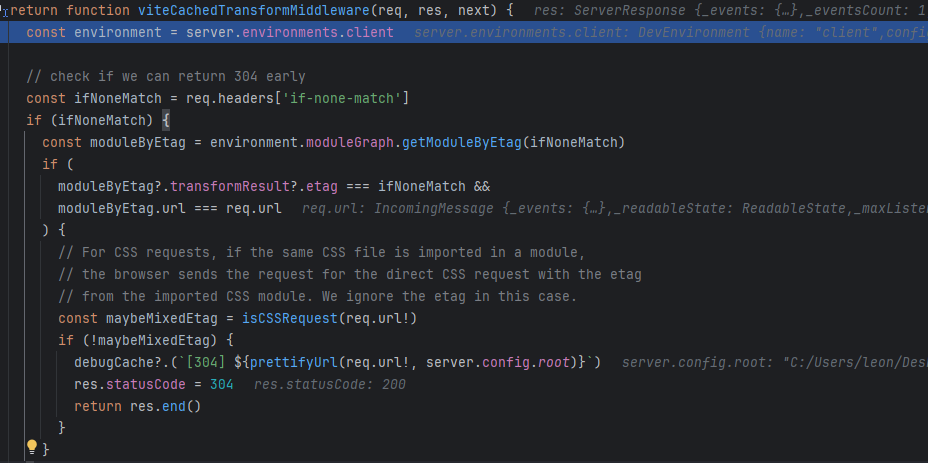 return function viteCachedTransformMiddleware(req, res, next) {   res: ServerResponse {_events: {…},_eventsCount: 1
const environment = server.environments.client   server.environments.client: DevEnvironment {name: "client",confi
// check if we can return 304 early
const ifNoneMatch = req.headers['if-none-match']
if (ifNoneMatch) {
const moduleByEtag = environment.moduleGraph.getModuleByEtag(ifNoneMatch)
if (
moduleByEtag?.transformResult?.etag === ifNoneMatch &&
moduleByEtag.url === req.url   req.url: IncomingMessage {_events: {…},_readableState: ReadableState,_maxListen
) {
// For CSS requests, if the same CSS file is imported in a module,
// the browser sends the request for the direct CSS request with the etag
// from the imported CSS module. We ignore the etag in this case.
const maybeMixedEtag = isCSSRequest(req.url!)
if (!maybeMixedEtag) {
debugCache?.(`[304] ${prettifyUrl(req.url!, server.config.root)}`)   server.config.root: "C:/Users/leon/Des
res.statusCode = 304   res.statusCode: 200
return res.end()
}
}